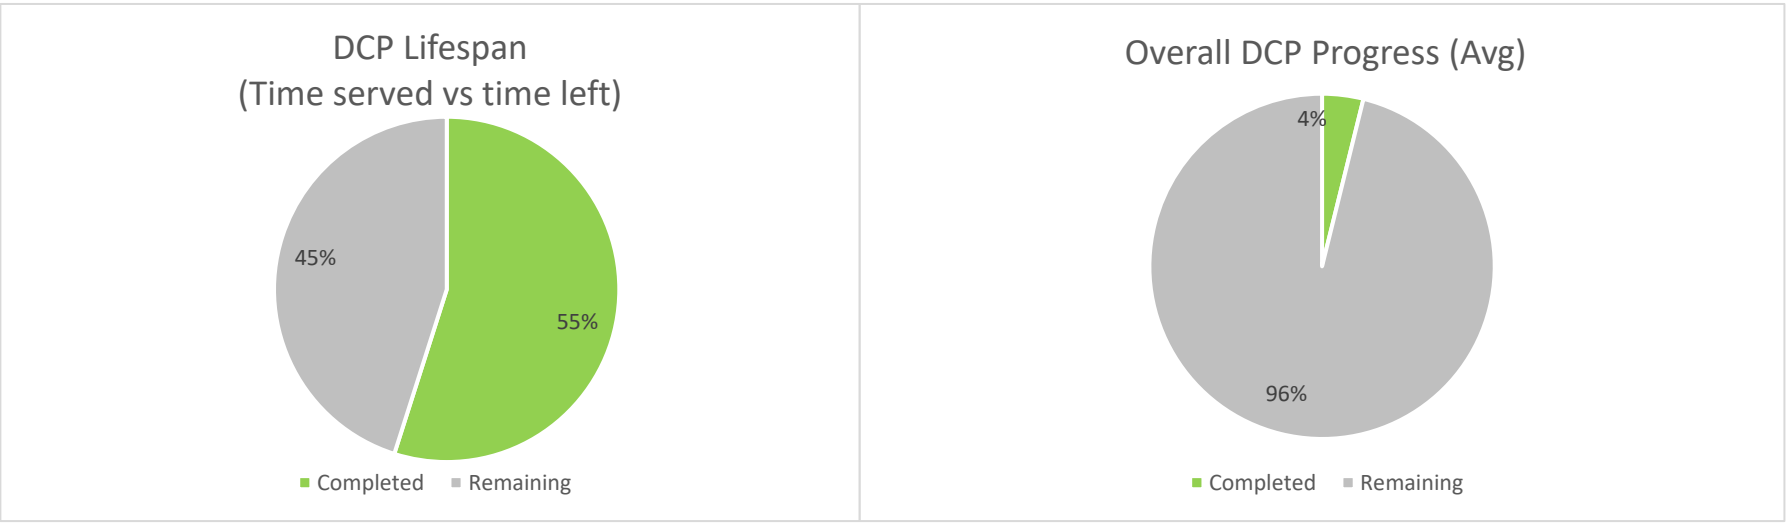 DCP Lifespan
(Time served vs time left)
45%
55%
Completed Remaining
Overall DCP Progress (Avg)
4%
96%
Completed Remaining